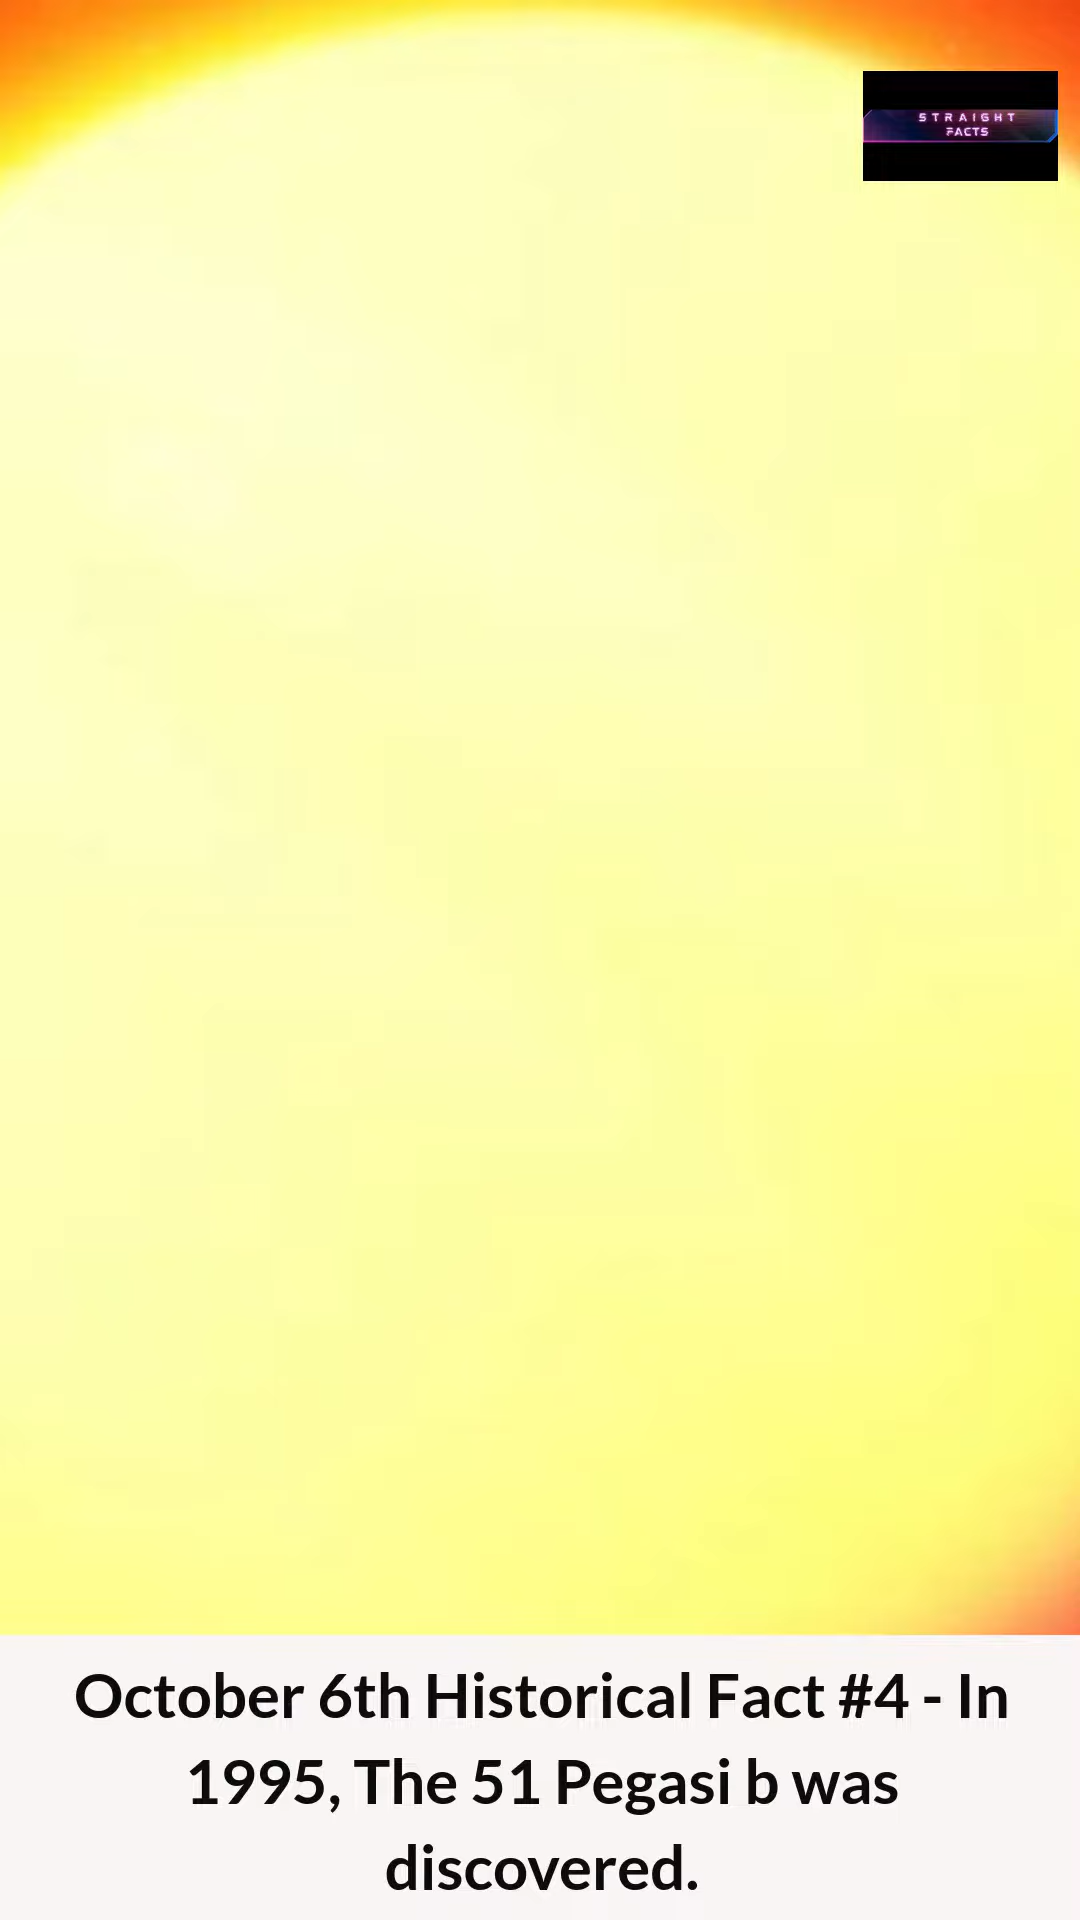 STRAIGHT
FACTS
October 6th Historical Fact #4 - In
1995, The 51 Pegasi b was
discovered.